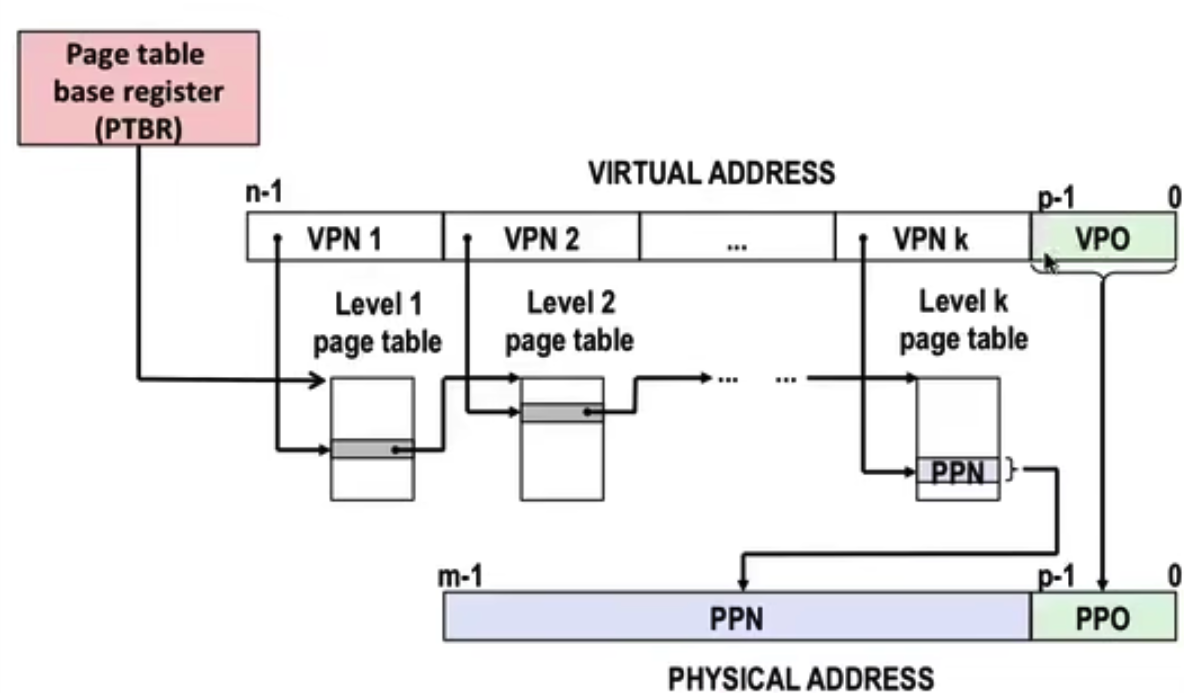 Page table
base register
(PTBR)
VIRTUAL ADDRESS
n-1
p-1
0
VPN 1
VPN 2
...
VPN k
VPO
Level 1
page table
Level 2
page table
Level k
page table
...
...
PPN
m-1
p-1
0
PPN
PPO
PHYSICAL ADDRESS